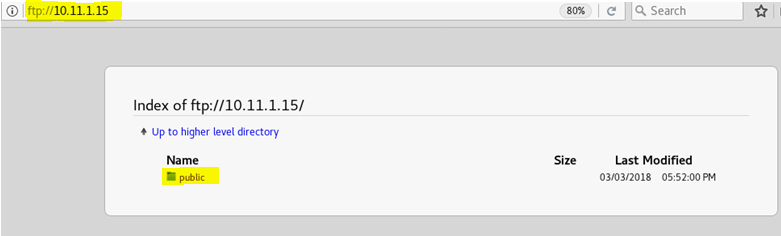 ftp://10.11.1.15
80%
Search
Index of ftp://10.11.1.15/
Up to higher level directory
Name Size Last Modified
public 03/03/2018 05:52:00 PM